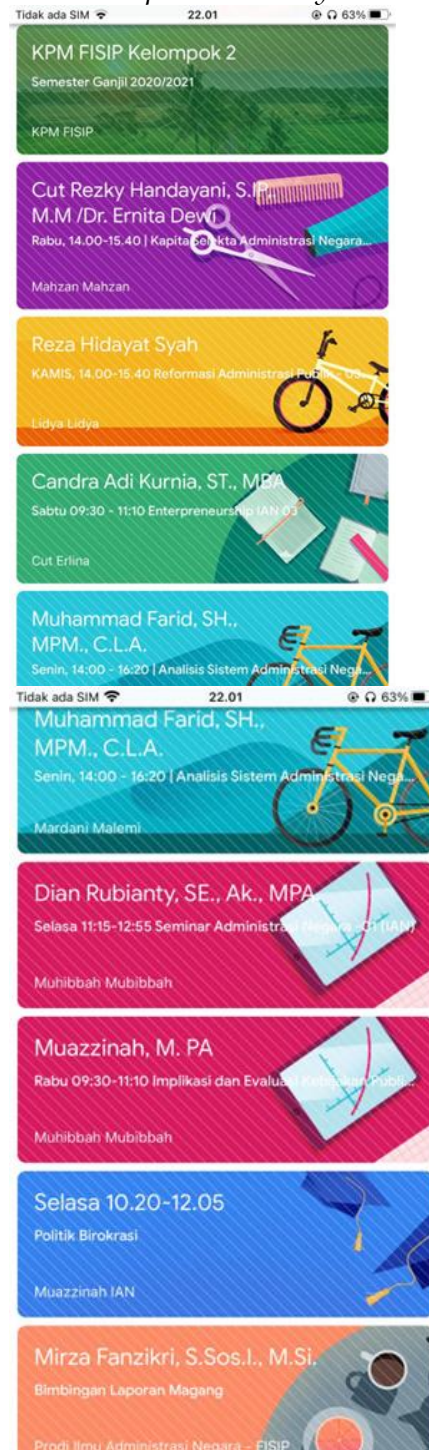 Tidak ada SIM 22.01 63%
KPM FISIP Kelompok 2
Semester Ganjil 2020/2021
KPM FISIP
Cut Rezky Handayani, S.IP.,
M.M /Dr. Ernita Dewi
Rabu, 14.00-15.40 | Kapita Selekta Administrasi Negara...
Mahzan Mahzan
Reza Hidayat Syah
KAMIS, 14.00-15.40 Reformasi Administrasi Publik - 03...
Lidya Lidya
Candra Adi Kurnia, ST., MBA
Sabtu 09:30 - 11:10 Enterpreneurship IAN 03
Cut Erlina
Muhammad Farid, SH.,
MPM., C.L.A.
Senin, 14:00 - 16:20 | Analisis Sistem Administrasi Nega...
Tidak ada SIM 22.01 63%
Muhammad Farid, SH.,
MPM., C.L.A.
Senin, 14:00 - 16:20 | Analisis Sistem Administrasi Nega...
Mardani Malemi
Dian Rubianty, SE., Ak., MPA
Selasa 11:15-12:55 Seminar Administrasi Negara -01 (IAN)
Muhibbah Mubibbah
Muazzinah, M. PA
Rabu 09:30-11:10 Implikasi dan Evaluasi Kebijakan Publi...
Muhibbah Mubibbah
Selasa 10.20-12.05
Politik Birokrasi
Muazzinah IAN
Mirza Fanzikri, S.Sos.I., M.Si.
Bimbingan Laporan Magang
Prodi Ilmu Administrasi Negara - FISIP